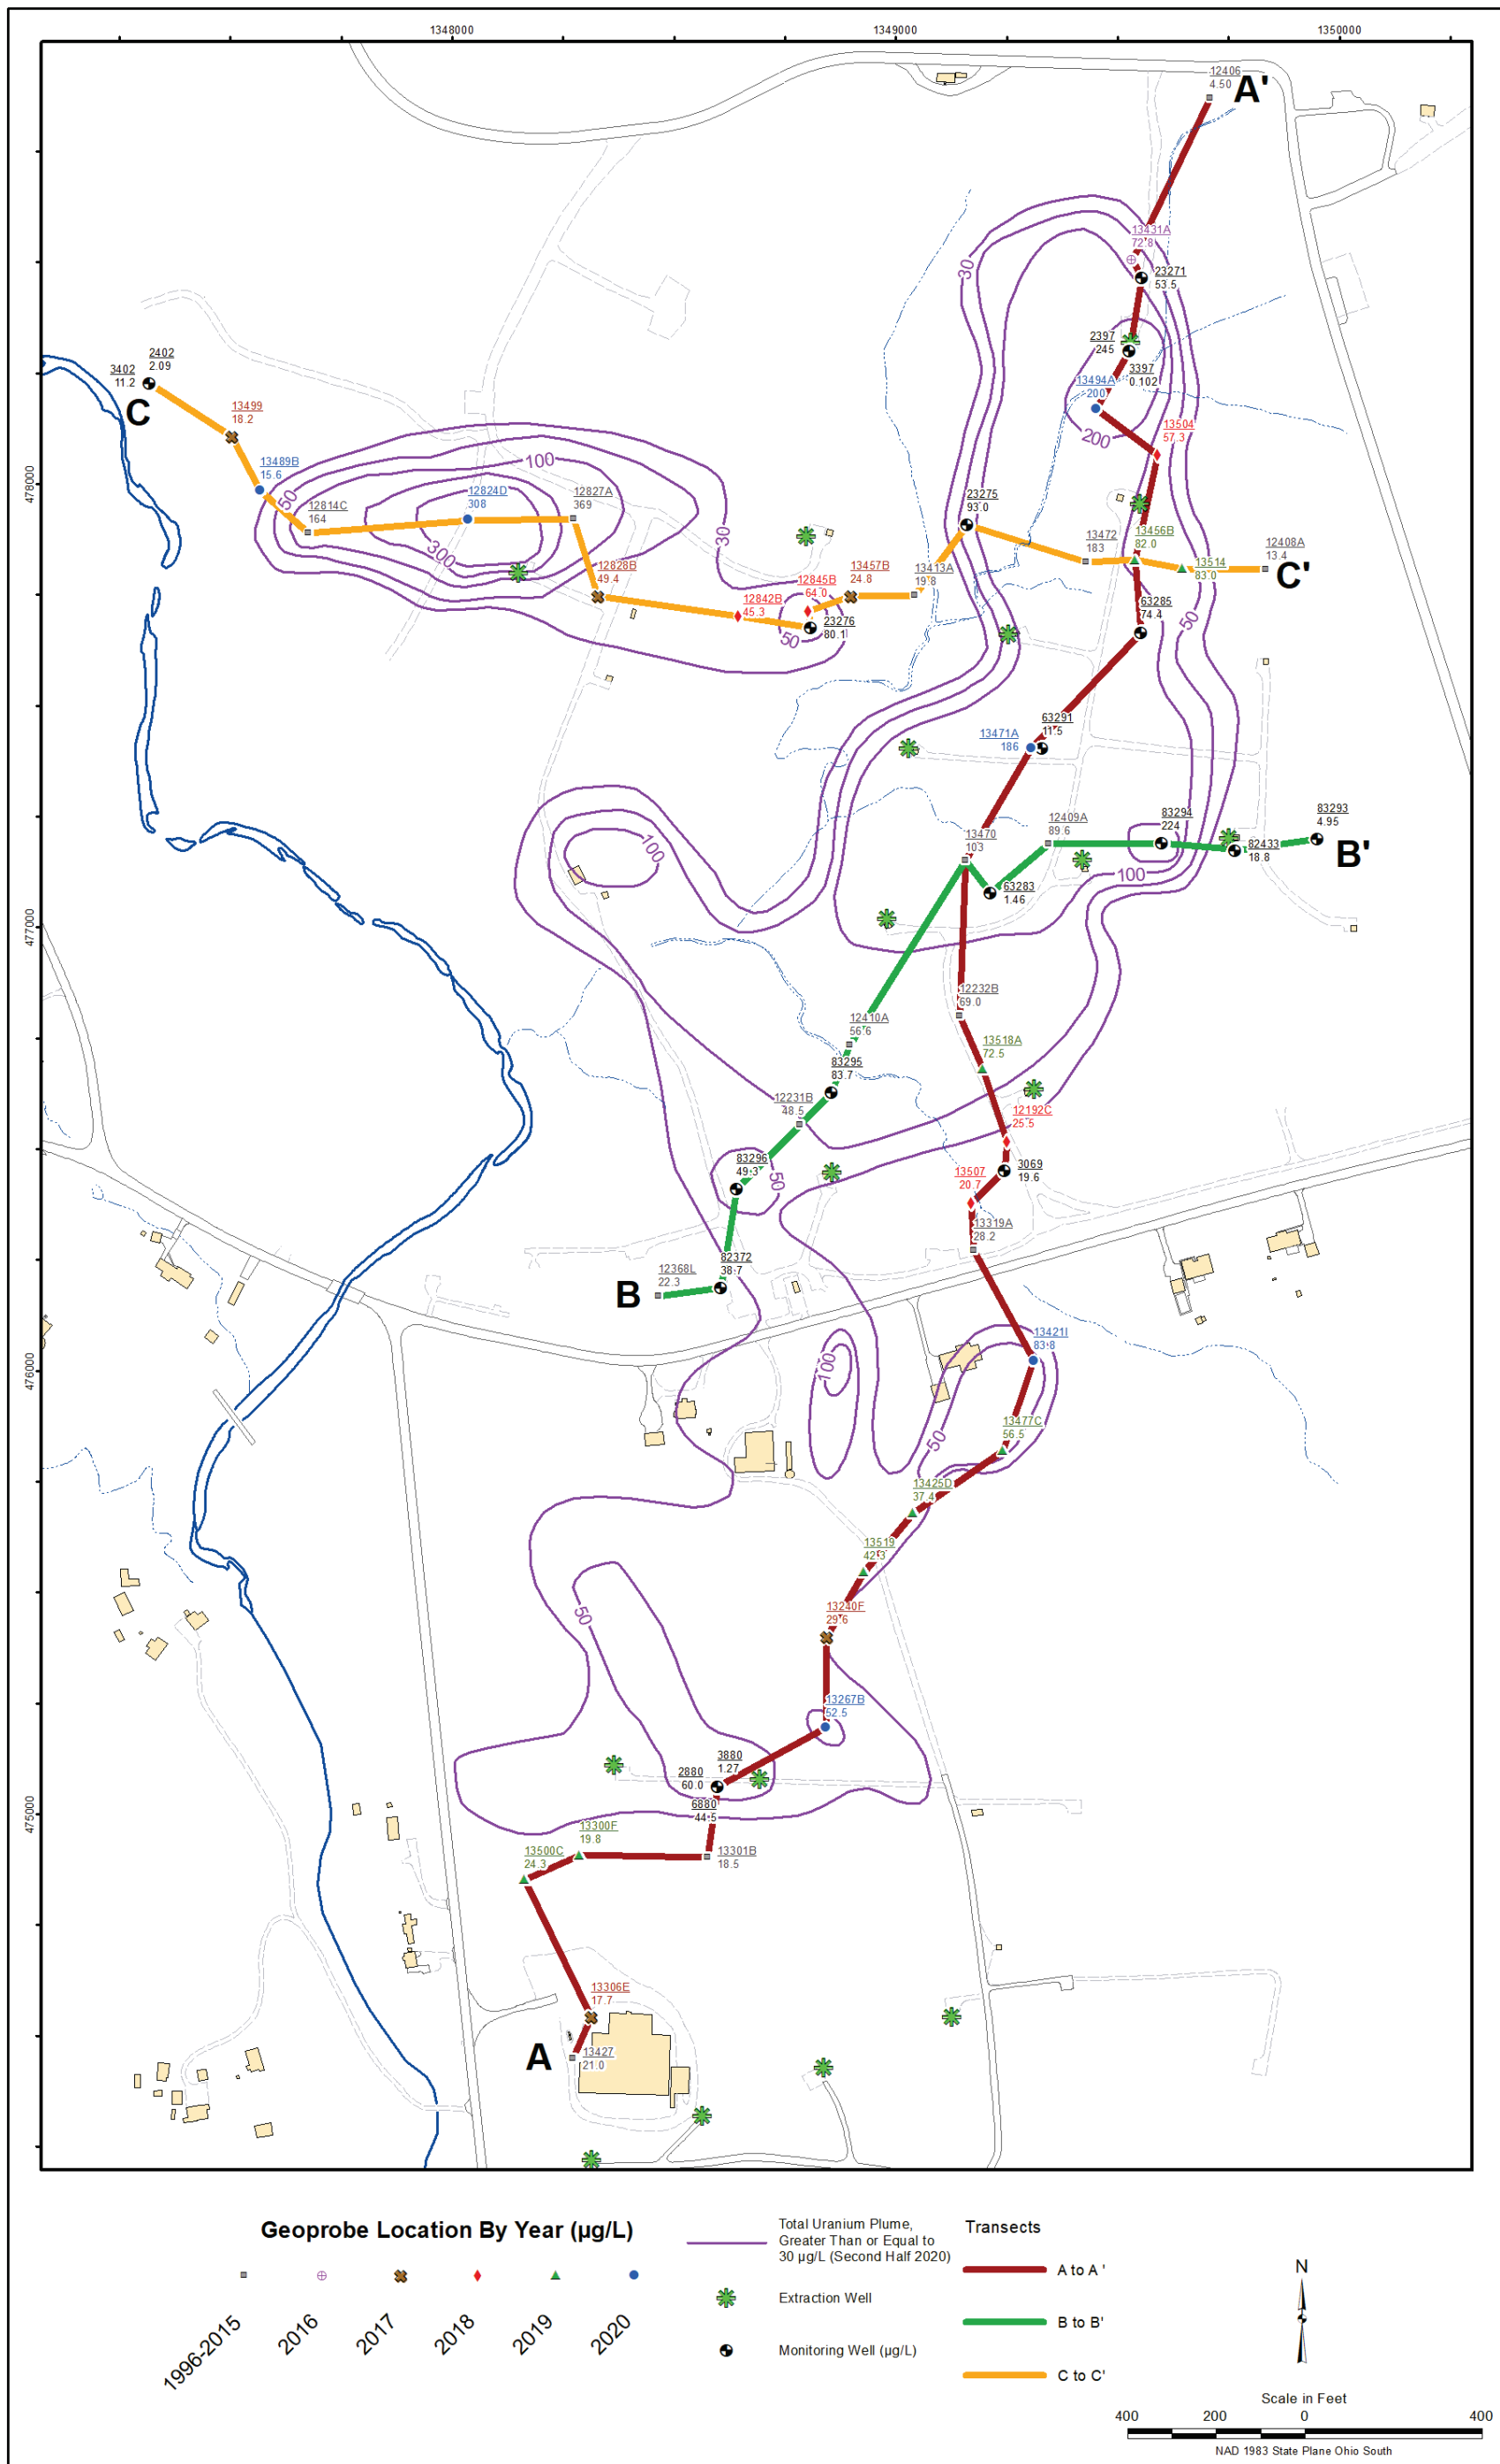 1348000
1349000
1350000
12406
4.50
A'
13431A
72.8
30
23271
53.5
2397
245
3397
0.102
13494A
200
2402
2.09
3402
11.2
C
13499
18.2
13504
57.3
200
478000
13489B
15.6
50
100
12814C
164
12824D
308
12827A
369
300
30
23275
93.0
13472
183
13456B
82.0
13514
83.0
12408A
13.4
C'
12828B
49.4
12842B
45.3
12845B
64.0
13457B
24.8
13413A
19.8
23276
80.1
50
63285
74.4
50
63291
11.5
13471A
186
100
13470
103
12409A
89.6
83294
224
82433
18.8
83293
4.95
B'
63283
1.46
100
477000
12232B
69.0
12410A
56.6
13518A
72.5
83295
83.7
12231B
48.5
12192C
25.5
83296
49.3
50
13507
20.7
3069
19.6
13319A
28.2
12368L
22.3
82372
38.7
B
476000
100
13421I
83.8
50
13477C
56.5
13425D
37.4
13519
42.3
50
13240F
29.6
13267B
52.5
3880
1.27
2880
60.0
6880
44.5
475000
13300F
19.8
13500C
24.3
13301B
18.5
13306E
17.7
A
13427
21.0
Geoprobe Location By Year (µg/L)
1996-2015
2016
2017
2018
2019
2020
Total Uranium Plume,
Greater Than or Equal to
30 µg/L (Second Half 2020)
Extraction Well
Monitoring Well (µg/L)
Transects
A to A '
B to B'
C to C'
N
Scale in Feet
400 200 0 400
NAD 1983 State Plane Ohio South